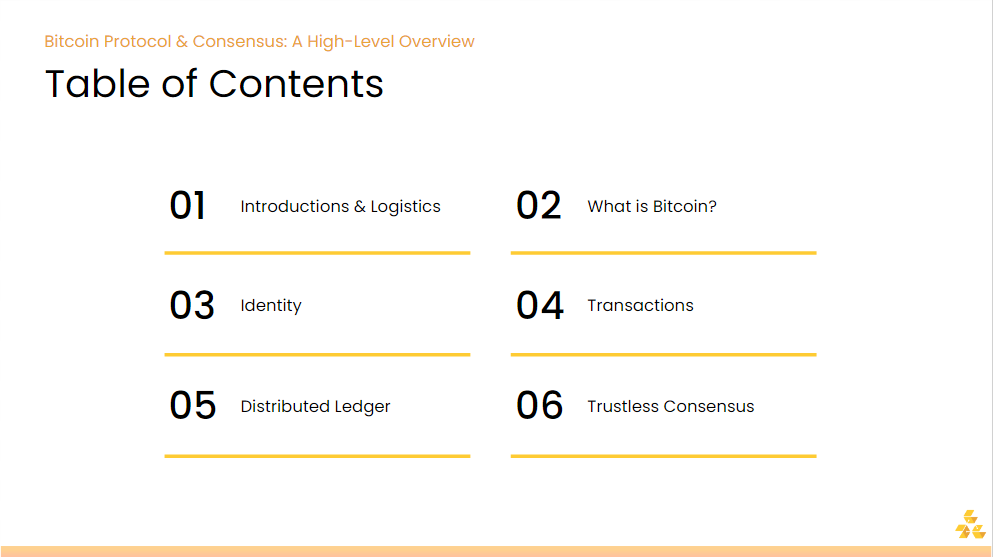 Bitcoin Protocol & Consensus: A High-Level Overview
Table of Contents
01 Introductions & Logistics
02 What is Bitcoin?
03 Identity
04 Transactions
05 Distributed Ledger
06 Trustless Consensus